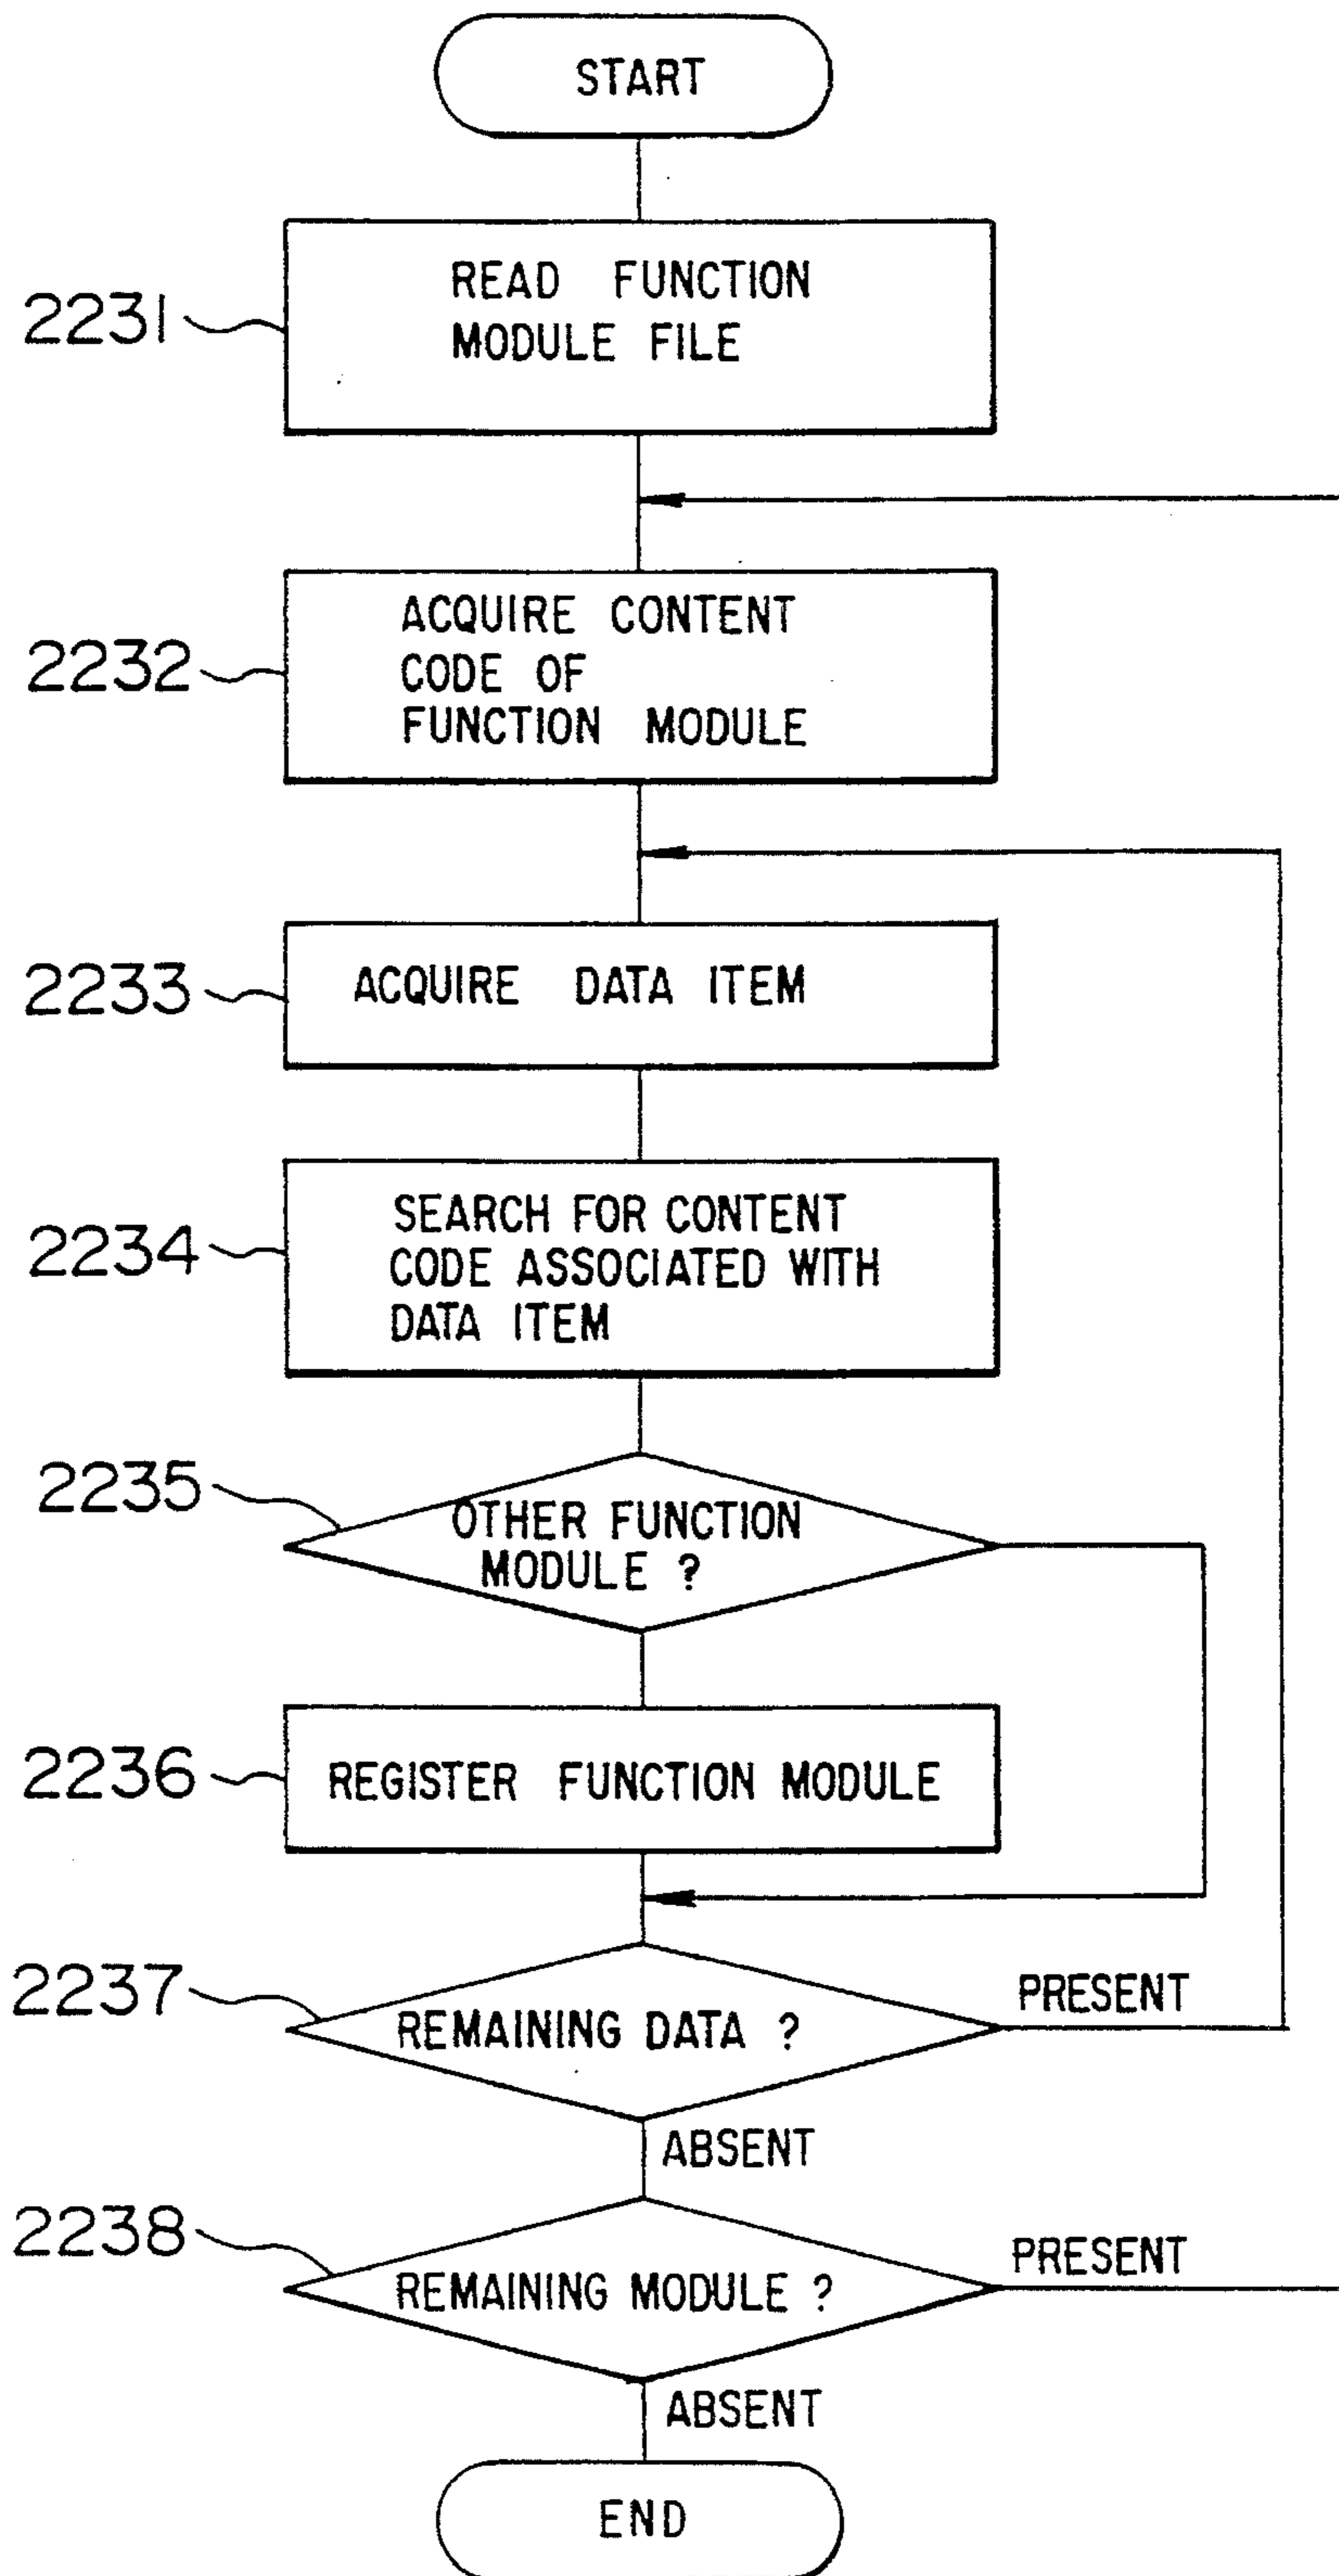 START
2231
READ FUNCTION
MODULE FILE
2232
ACQUIRE CONTENT
CODE OF
FUNCTION MODULE
2233
ACQUIRE DATA ITEM
2234
SEARCH FOR CONTENT
CODE ASSOCIATED WITH
DATA ITEM
2235
OTHER FUNCTION
MODULE ?
2236
REGISTER FUNCTION MODULE
2237
REMAINING DATA ?
PRESENT
ABSENT
2238
REMAINING MODULE ?
PRESENT
ABSENT
END